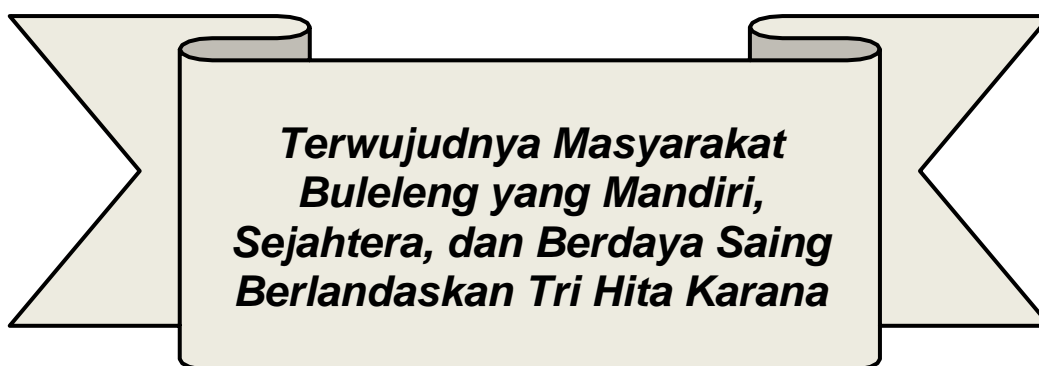 Terwujudnya Masyarakat
Buleleng yang Mandiri,
Sejahtera, dan Berdaya Saing
Berlandaskan Tri Hita Karana